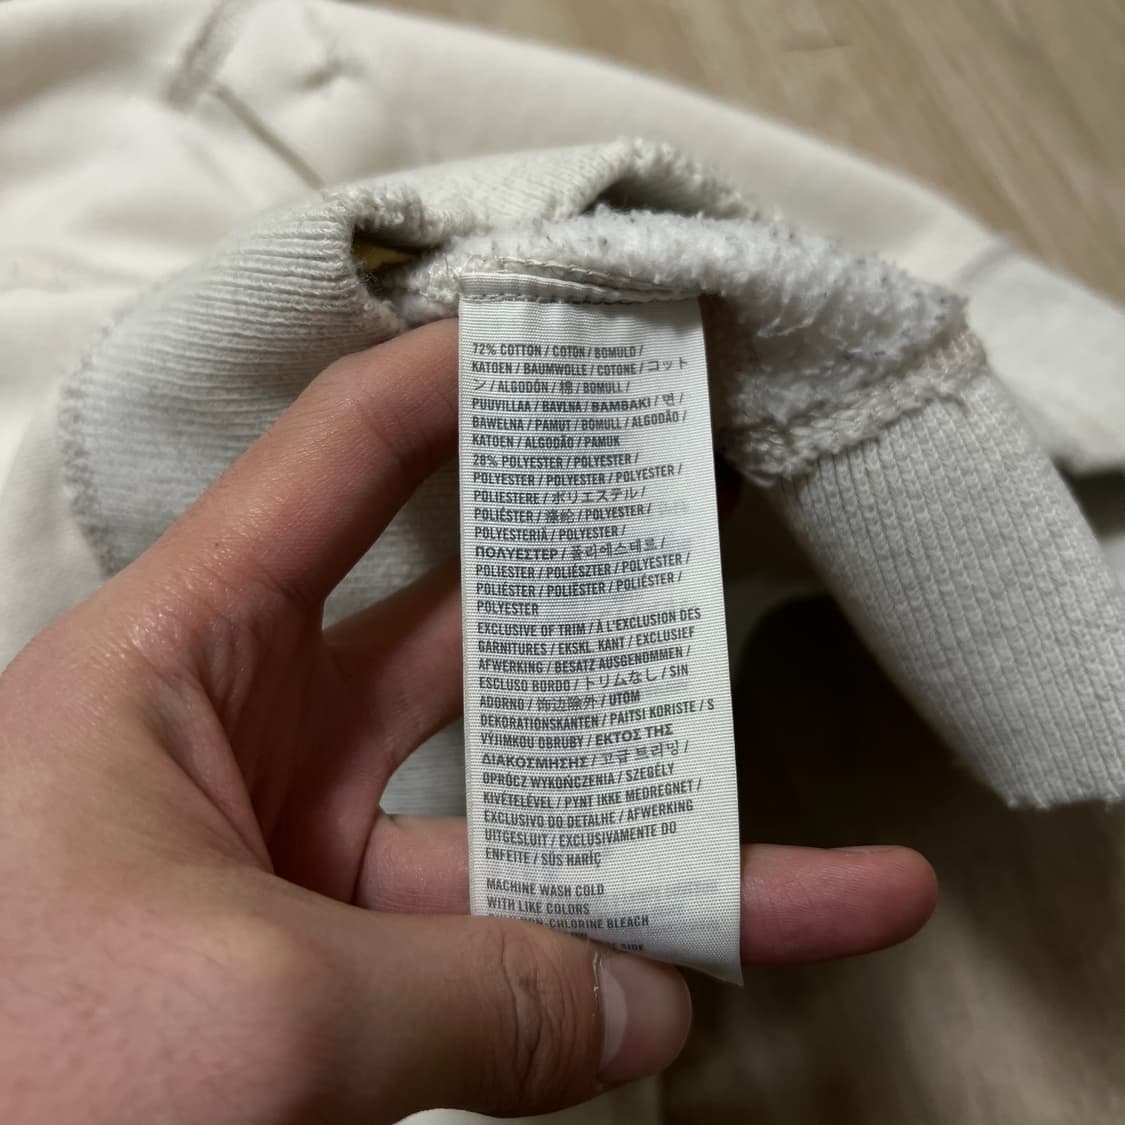 72% COTTON / COTON / BOMULD /
KATOEN / BAUMWOLLE / COTONE / コット
ン / ALGODÓN / 棉 / BOMULL /
PUUVILLAA / BAVLNA / ΒΑΜΒΑΚΙ / 면 /
BAWEŁNA / PAMUT / BOMULL / ALGODÃO /
KATOEN / ALGODÃO / PAMUK
28% POLYESTER / POLYESTER /
POLYESTER / POLYESTER / POLYESTER /
POLIESTERE / ポリエステル /
POLIÉSTER / 涤纶 / POLYESTER /
POLYESTERIÄ / POLYESTER /
ΠΟΛΥΕΣΤΕΡ / 폴리에스테르 /
POLIESTER / POLIÉSZTER / POLYESTER /
POLIÉSTER / POLYESTER / POLIÉSTER /
POLYESTER
EXCLUSIVE OF TRIM / À L'EXCLUSION DES
GARNITURES / EKSKL. KANT / EXCLUSIEF
AFWERKING / BESATZ AUSGENOMMEN /
ESCLUSO BORDO / トリムなし / SIN
ADORNO / 饰边除外 / UTOM
DEKORATIONSKANTEN / PAITSI KORISTE / S
VÝJIMKOU OBRUBY / ΕΚΤΟΣ ΤΗΣ
ΔΙΑΚΟΣΜΗΣΗΣ / 고급 트리밍 /
OPRÓCZ WYKOŃCZENIA / SZEGÉLY
KIVÉTELÉVEL / PYNT IKKE MEDREGNET /
EXCLUSIVO DO DETALHE / AFWERKING
UITGESLUIT / EXCLUSIVAMENTE DO
ENFEITE / SÜS HARİÇ
MACHINE WASH COLD
WITH LIKE COLORS
CHLORINE BLEACH
SIDE